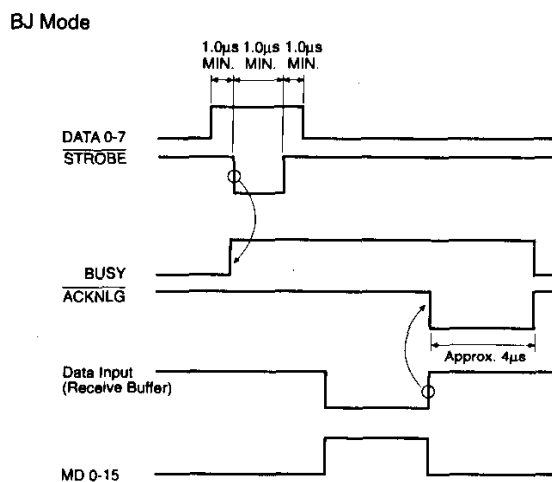 BJ Mode
1.0μs 1.0μs 1.0μs
MIN. MIN. MIN.
DATA 0-7
STROBE
BUSY
ACKNLG
Approx. 4μs
Data Input
(Receive Buffer)
MD 0-15